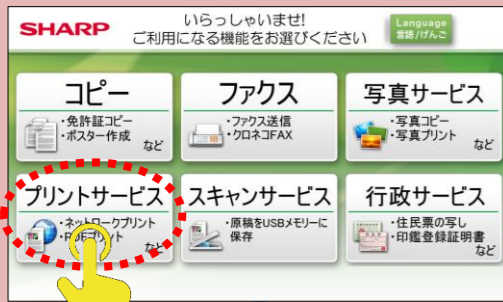 SHARP
いらっしゃいませ!
ご利用になる機能をお選びください
Language
言語/げんご
コピー
・免許証コピー
・ポスター作成
など
ファクス
・ファクス送信
・クロネコFAX
写真サービス
・写真コピー
・写真プリント
など
プリントサービス
・ネットワークプリント
・PDFプリント
など
スキャンサービス
・原稿をUSBメモリーに
保存
行政サービス
・住民票の写し
・印鑑登録証明書
など